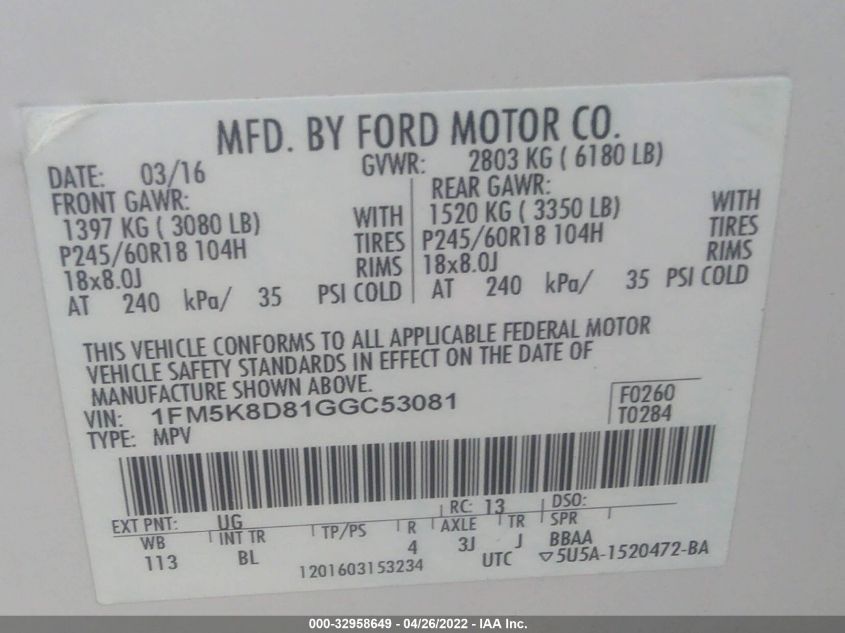 MFD. BY FORD MOTOR CO.
DATE: 03/16 GVWR: 2803 KG ( 6180 LB)
FRONT GAWR: REAR GAWR:
1397 KG ( 3080 LB) WITH 1520 KG ( 3350 LB) WITH
P245/60R18 104H TIRES P245/60R18 104H TIRES
18x8.0J RIMS 18x8.0J RIMS
AT 240 kPa/ 35 PSI COLD AT 240 kPa/ 35 PSI COLD
THIS VEHICLE CONFORMS TO ALL APPLICABLE FEDERAL MOTOR
VEHICLE SAFETY STANDARDS IN EFFECT ON THE DATE OF
MANUFACTURE SHOWN ABOVE.
VIN: 1FM5K8D81GGC53081 F0260
TYPE: MPV T0284
EXT PNT: UG RC: 13 DSO:
WB INT TR TP/PS R AXLE TR SPR
113 BL 4 3J J BBAA
1201603153234 UTC ▽5U5A-1520472-BA
000-32958649 - 04/26/2022 - IAA Inc.